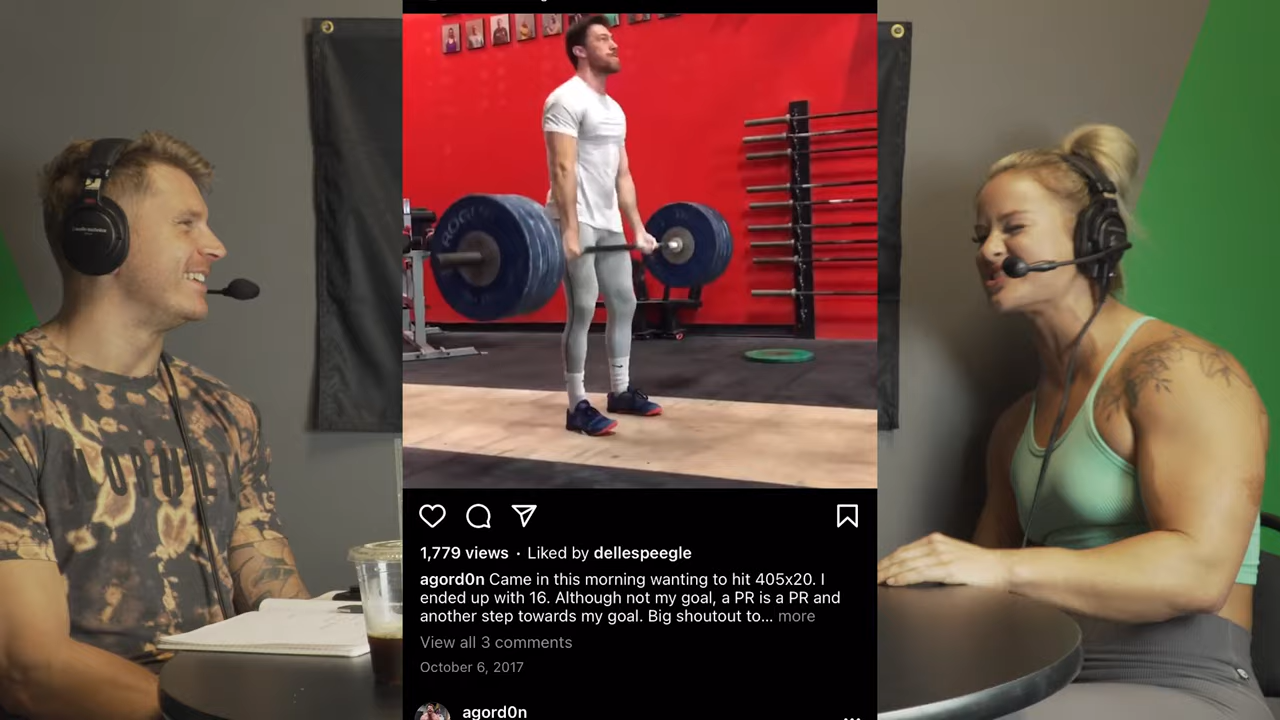 ROGUE
1,779 views · Liked by dellespeegle
agord0n Came in this morning wanting to hit 405x20. I
ended up with 16. Although not my goal, a PR is a PR and
another step towards my goal. Big shoutout to... more
View all 3 comments
October 6, 2017
agord0n